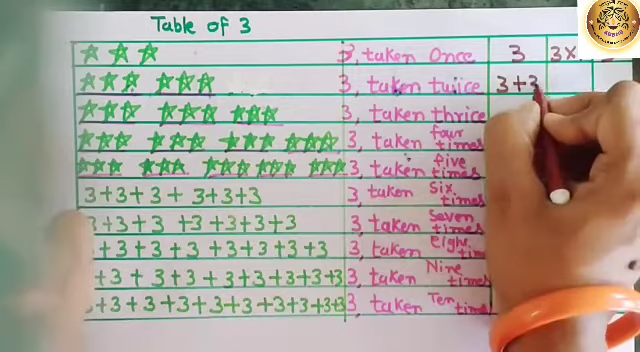 Table of 3
3, taken Once 3 3×
3, taken twice 3+3
3, taken thrice
3, taken four times
3, taken five times
3+3+3+ 3+3+3 3, taken Six times
3+3+3 +3 +3+3+3 3, taken Seven times
+3+3+3 +3+3+3+3 3, taken Eight
+3 + 3 +3 + 3+3 +3+3+3 3, taken Nine times
+3+3+3+3+3+3+3+3+3 3, taken Ten times